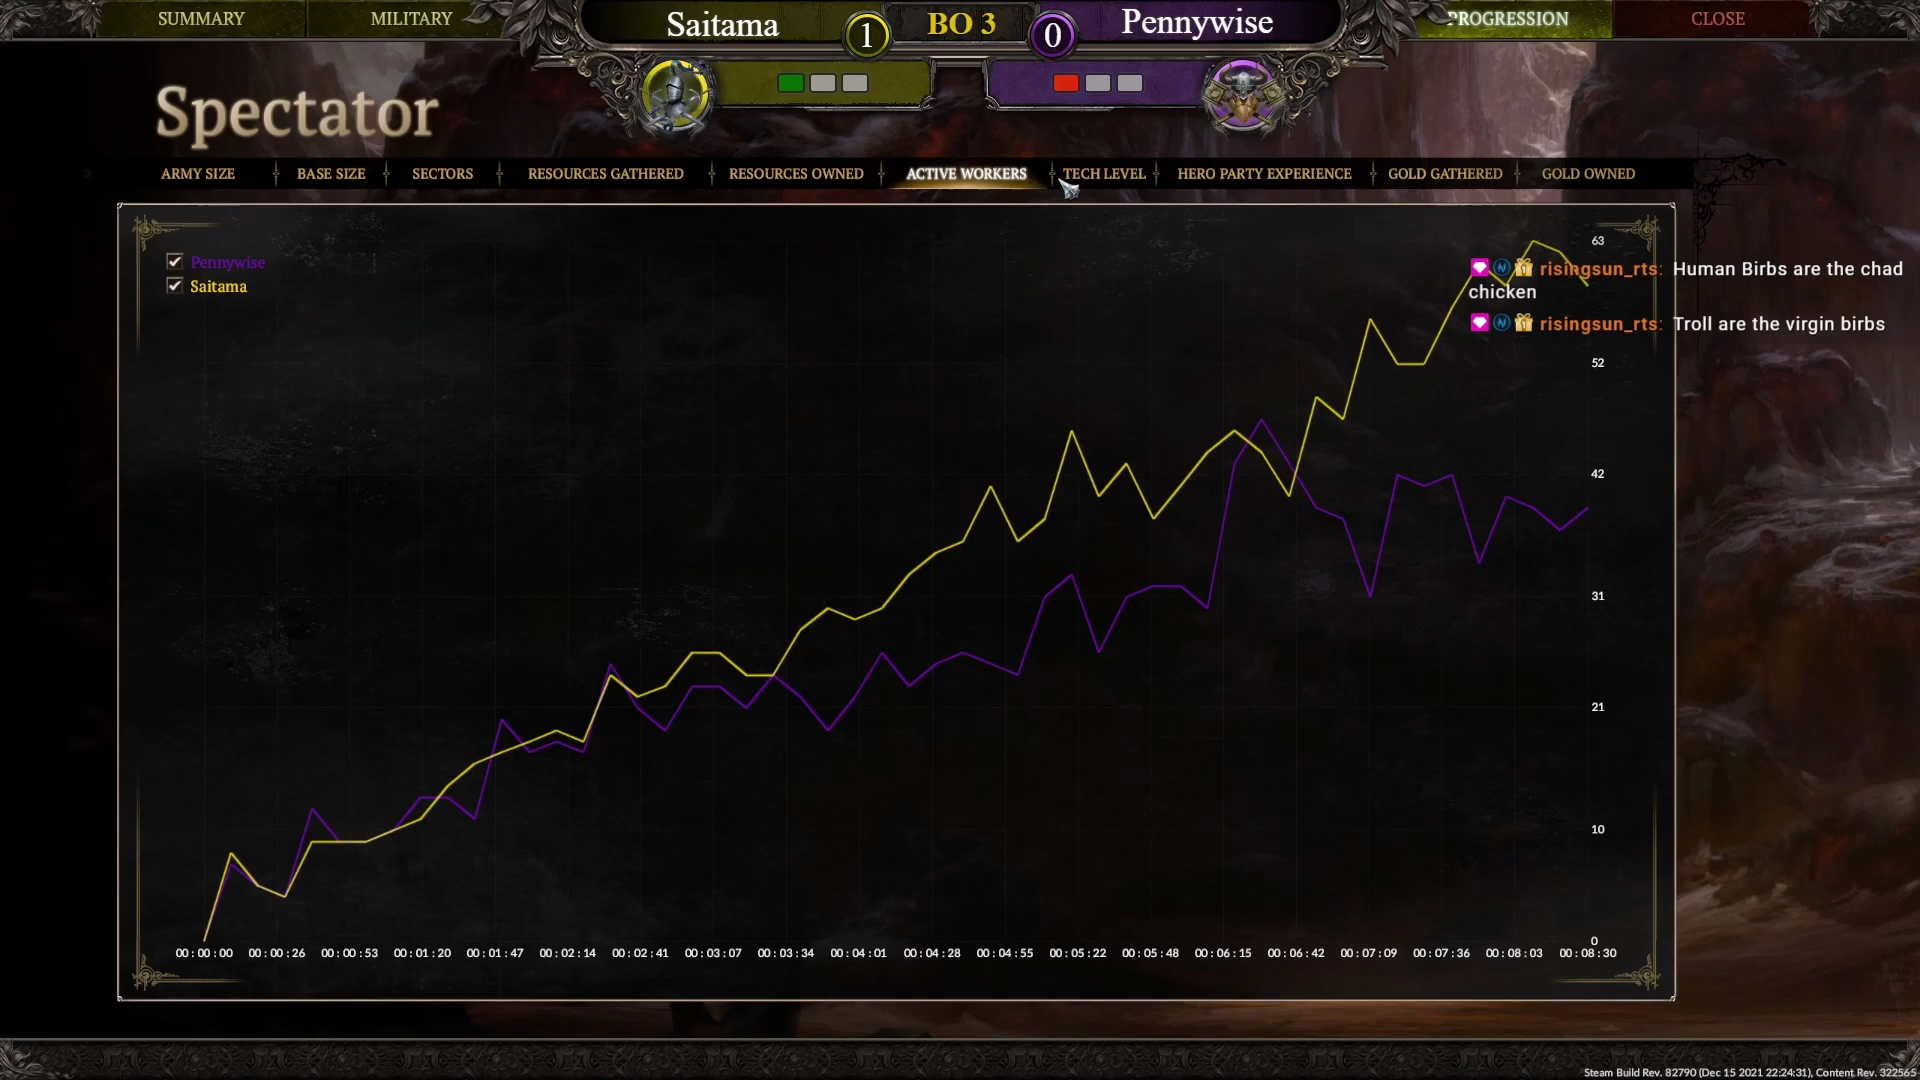 SUMMARY
MILITARY
Saitama
1
BO 3
0
Pennywise
PROGRESSION
CLOSE
Spectator
ARMY SIZE
BASE SIZE
SECTORS
RESOURCES GATHERED
RESOURCES OWNED
ACTIVE WORKERS
TECH LEVEL
HERO PARTY EXPERIENCE
GOLD GATHERED
GOLD OWNED
Pennywise
Saitama
63
risingsun_rts: Human Birbs are the chad
chicken
risingsun_rts: Troll are the virgin birbs
52
42
31
21
10
0
00:00:00 00:00:26 00:00:53 00:01:20 00:01:47 00:02:14 00:02:41 00:03:07 00:03:34 00:04:01 00:04:28 00:04:55 00:05:22 00:05:48 00:06:15 00:06:42 00:07:09 00:07:36 00:08:03 00:08:30
Steam Build Rev. 82790 (Dec 15 2021 22:24:31), Content Rev. 322565